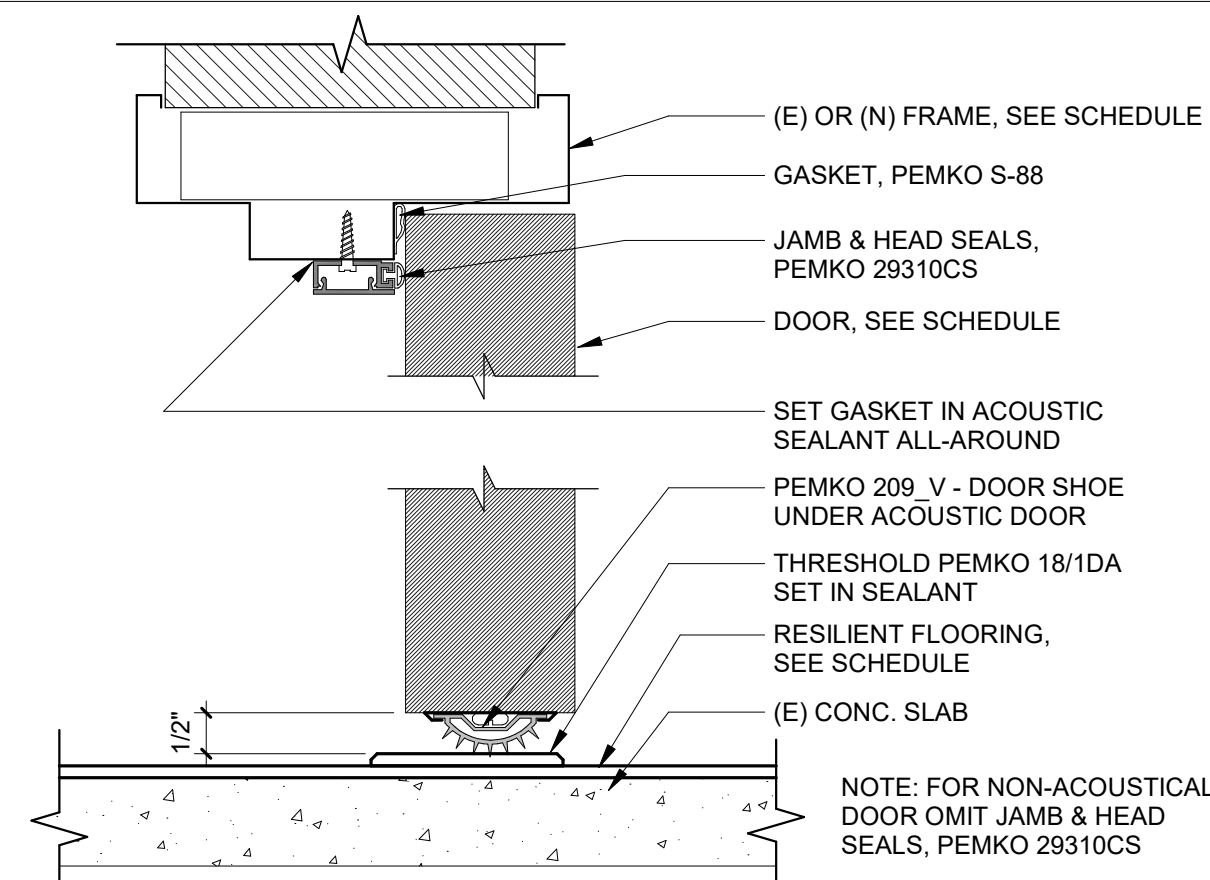 (E) OR (N) FRAME, SEE SCHEDULE
GASKET, PEMKO S-88
JAMB & HEAD SEALS,
PEMKO 29310CS
DOOR, SEE SCHEDULE
SET GASKET IN ACOUSTIC
SEALANT ALL-AROUND
PEMKO 209_V - DOOR SHOE
UNDER ACOUSTIC DOOR
THRESHOLD PEMKO 18/1DA
SET IN SEALANT
RESILIENT FLOORING,
SEE SCHEDULE
(E) CONC. SLAB
1/2"
NOTE: FOR NON-ACOUSTICAL
DOOR OMIT JAMB & HEAD
SEALS, PEMKO 29310CS